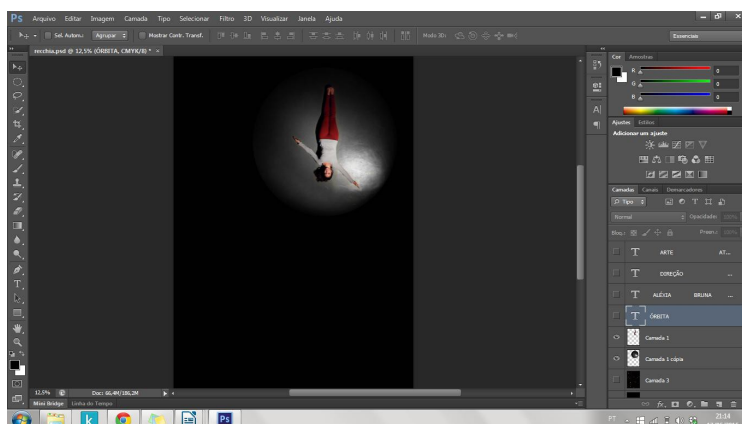 Ps Arquivo Editar Imagem Camada Tipo Selecionar Filtro 3D Visualizar Janela Ajuda
Sel. Autom.: Agrupar Mostrar Contr. Transf. Modo 3D: Essenciais
recchia.psd @ 12,5% (ÓRBITA, CMYK/8) * ×
Cor Amostras
R 0
G 0
B 0
Ajustes Estilos
Adicionar um ajuste
Camadas Canais Demarcadores
Tipo
Normal Opacidade: 100%
Bloq.: Preen.: 100%
T ARTE AT...
T DIREÇÃO ...
T ALÉXIA BRUNA ...
T ÓRBITA
Camada 1
Camada 1 cópia
Camada 3
12,5% Doc: 66,4M/186,2M
Mini Bridge Linha do Tempo
k Ps PT 21:14